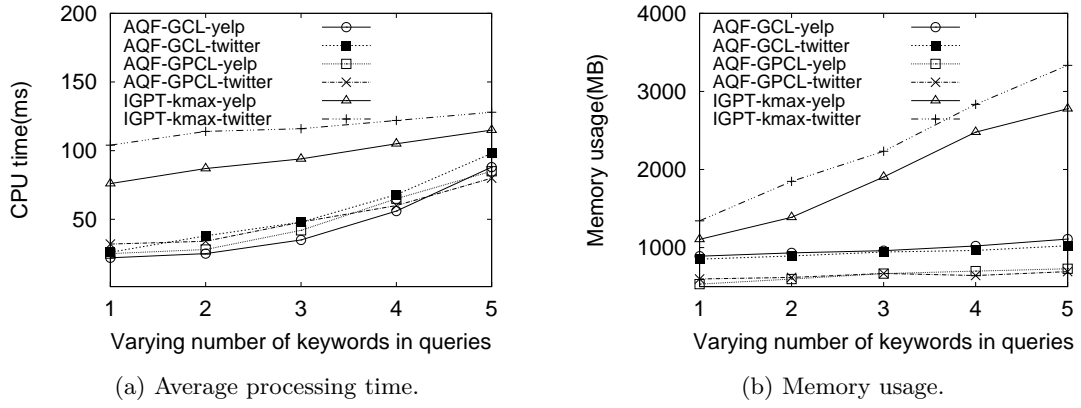 200
150
100
50
CPU time(ms)
AQF-GCL-yelp
AQF-GCL-twitter
AQF-GPCL-yelp
AQF-GPCL-twitter
IGPT-kmax-yelp
IGPT-kmax-twitter
1 2 3 4 5
Varying number of keywords in queries
(a) Average processing time.
4000
3000
2000
1000
Memory usage(MB)
AQF-GCL-yelp
AQF-GCL-twitter
AQF-GPCL-yelp
AQF-GPCL-twitter
IGPT-kmax-yelp
IGPT-kmax-twitter
1 2 3 4 5
Varying number of keywords in queries
(b) Memory usage.